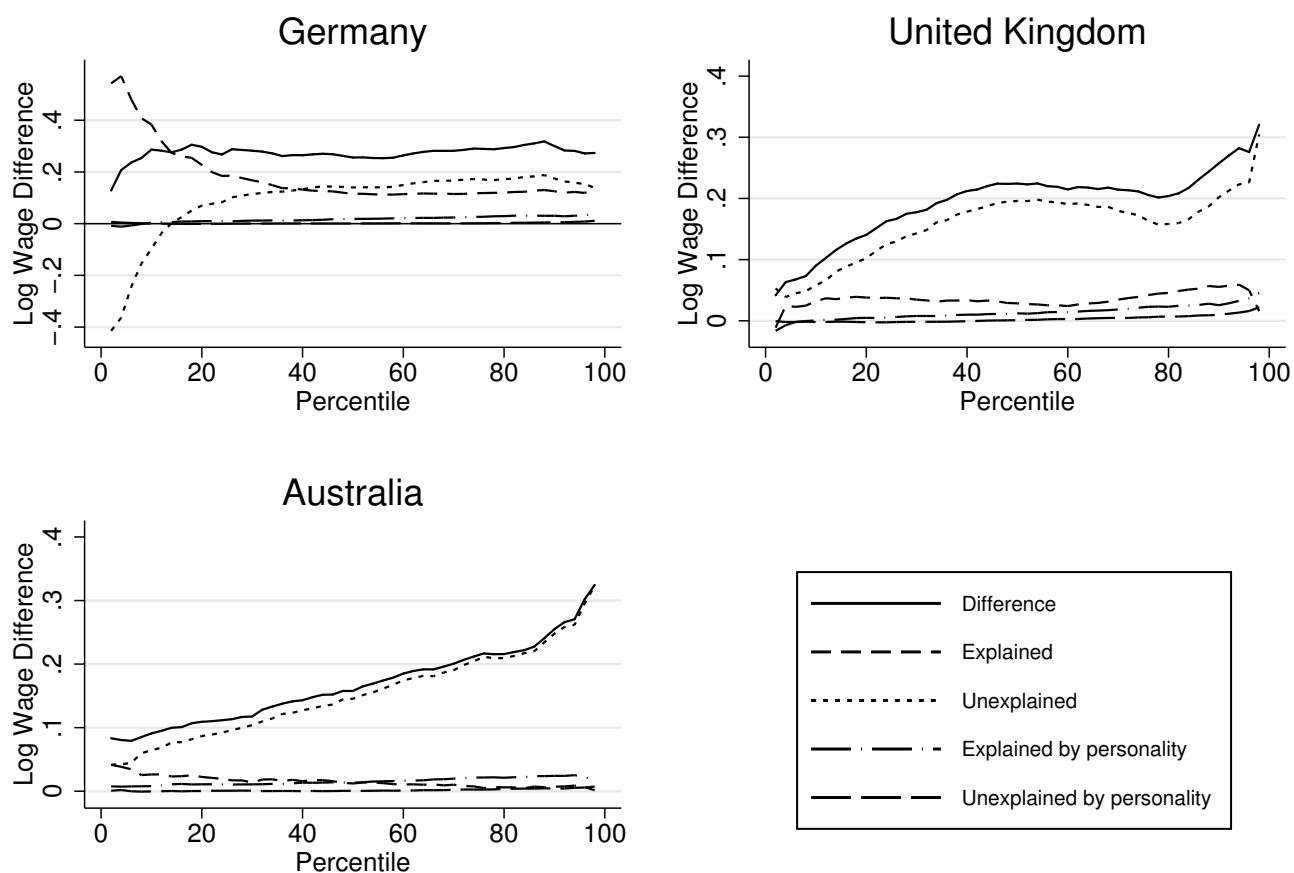 Germany
Log Wage Difference
.4
.2
0
-.2
-.4
0 20 40 60 80 100
Percentile
United Kingdom
Log Wage Difference
.4
.3
.2
.1
0
0 20 40 60 80 100
Percentile
Australia
Log Wage Difference
.4
.3
.2
.1
0
0 20 40 60 80 100
Percentile
Difference
Explained
Unexplained
Explained by personality
Unexplained by personality